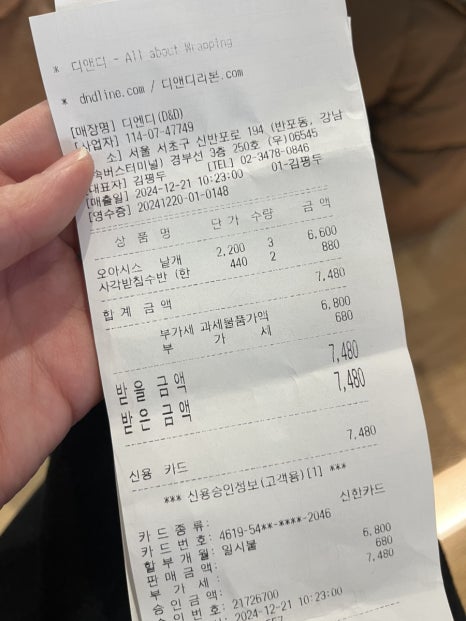 * 디앤디 - All about Wrapping
* dndline.com / 디앤디리본.com
[매장명] 디앤디(D&D)
[사업자] 114-07-47749
소] 서울 서초구 신반포로 194 (반포동, 강남
속버스터미널) 경부선 3층 250호 (우)06545
대표자] 김평두 [TEL] 02-3478-0846
[매출일] 2024-12-21 10:23:00 01-김평두
[영수증] 20241220-01-0148
상 품 명 단 가 수량 금 액
오아시스 낱개 2,200 3 6,600
사각받침수반 (한 440 2 880
합 계 금 액 7,480
부가세 과세물품가액 6,800
부 가 세 680
받 을 금 액 7,480
받 은 금 액 7,480
신용 카드 7,480
*** 신용승인정보(고객용)[1] ***
카 드 종 류: 신한카드
카 드 번 호: 4619-54**-****-2046
할 부 개 월: 일시불
판 매 금 액: 6,800
부 가 세: 680
승 인 금 액: 7,480
승 인 번 호: 21726700
2024-12-21 10:23:00